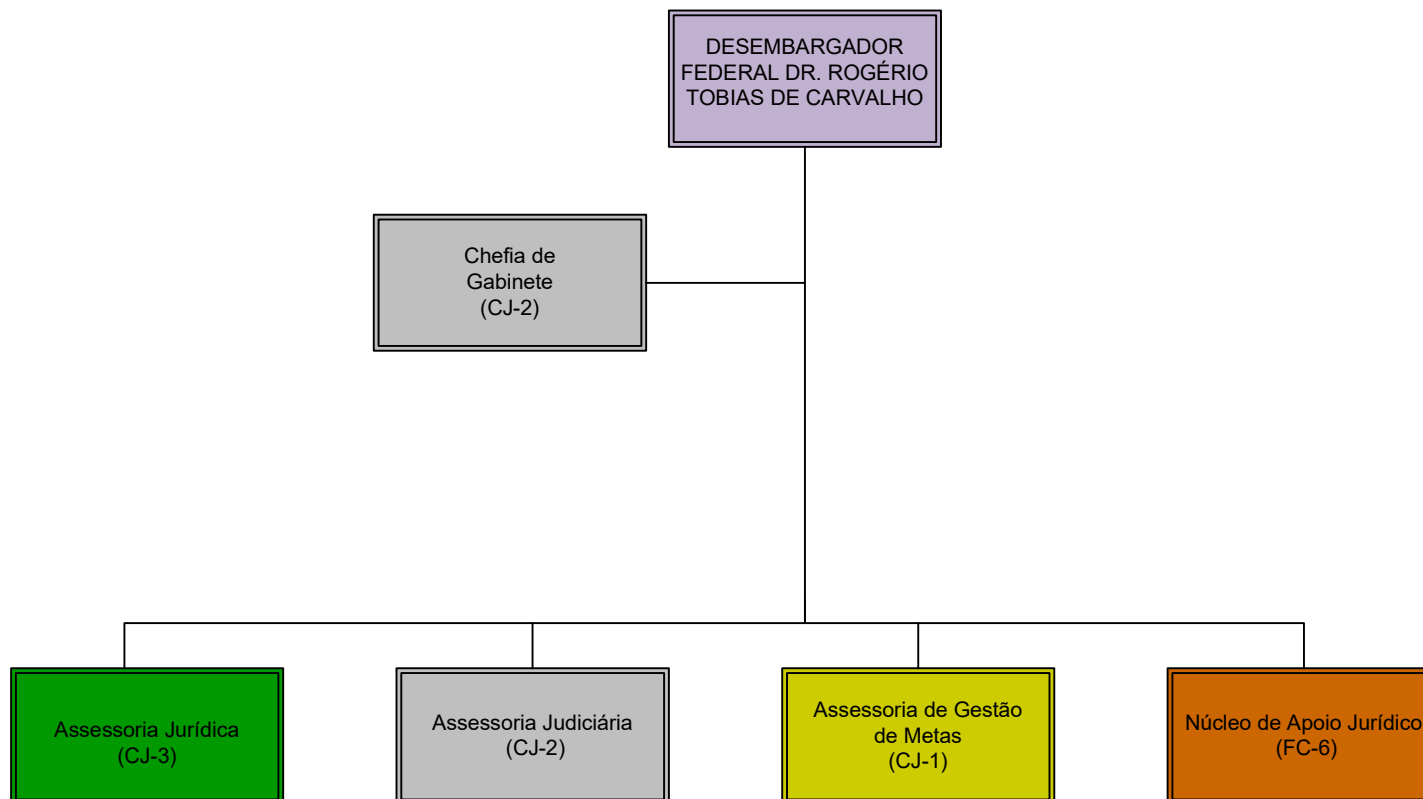 DESEMBARGADOR
FEDERAL DR. ROGÉRIO
TOBIAS DE CARVALHO
Chefia de
Gabinete
(CJ-2)
Assessoria Jurídica
(CJ-3)
Assessoria Judiciária
(CJ-2)
Assessoria de Gestão
de Metas
(CJ-1)
Núcleo de Apoio Jurídico
(FC-6)